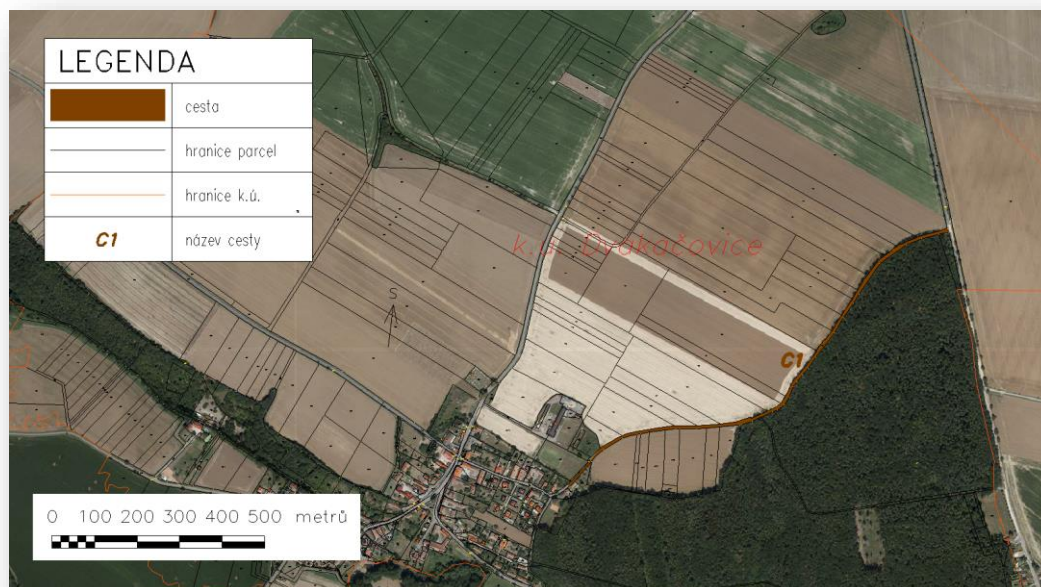 LEGENDA
cesta
hranice parcel
hranice k.ú.
C1 název cesty
k.ú. Dvakačovice
S
C1
0 100 200 300 400 500 metrů